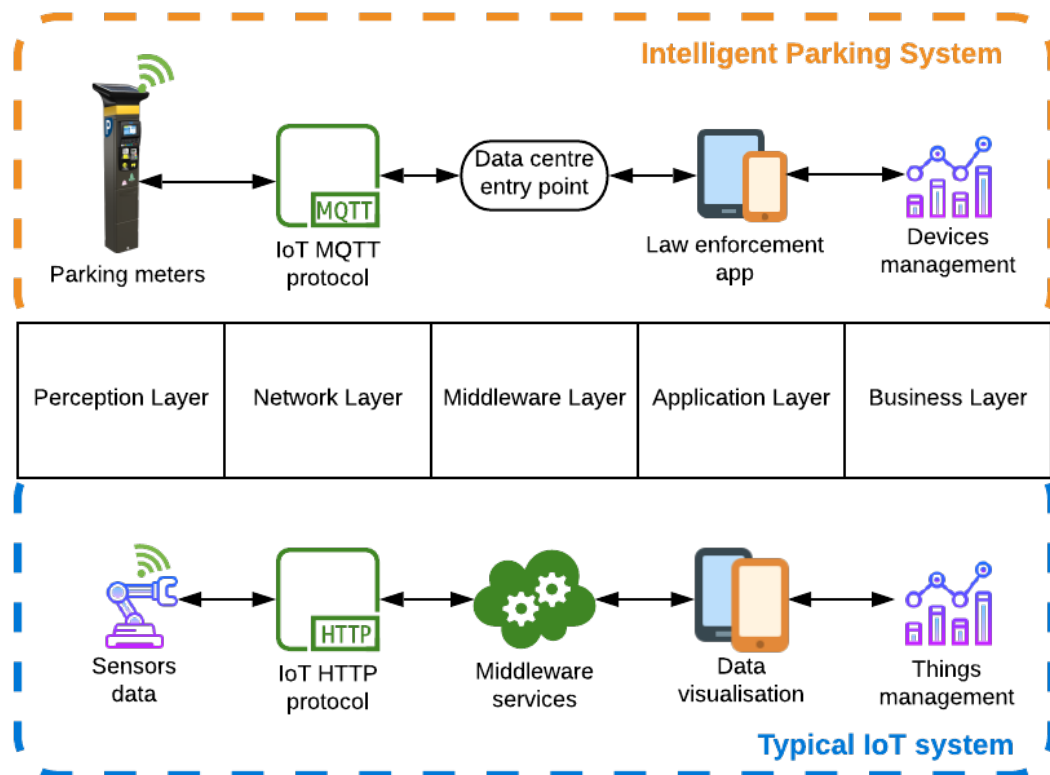 Intelligent Parking System
P
Data centre
entry point
MQTT
Parking meters
IoT MQTT
protocol
Law enforcement
app
Devices
management
Perception Layer
Network Layer
Middleware Layer
Application Layer
Business Layer
HTTP
Sensors
data
IoT HTTP
protocol
Middleware
services
Data
visualisation
Things
management
Typical IoT system